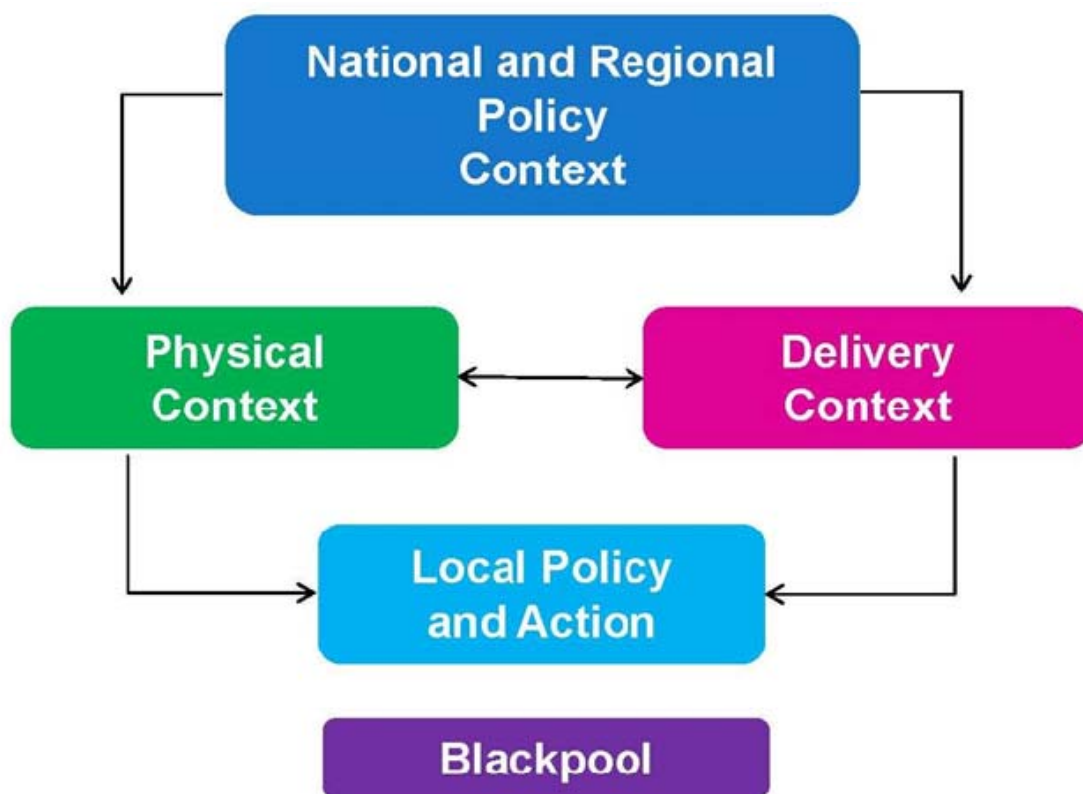 National and Regional
Policy
Context
Physical
Context
Delivery
Context
Local Policy
and Action
Blackpool